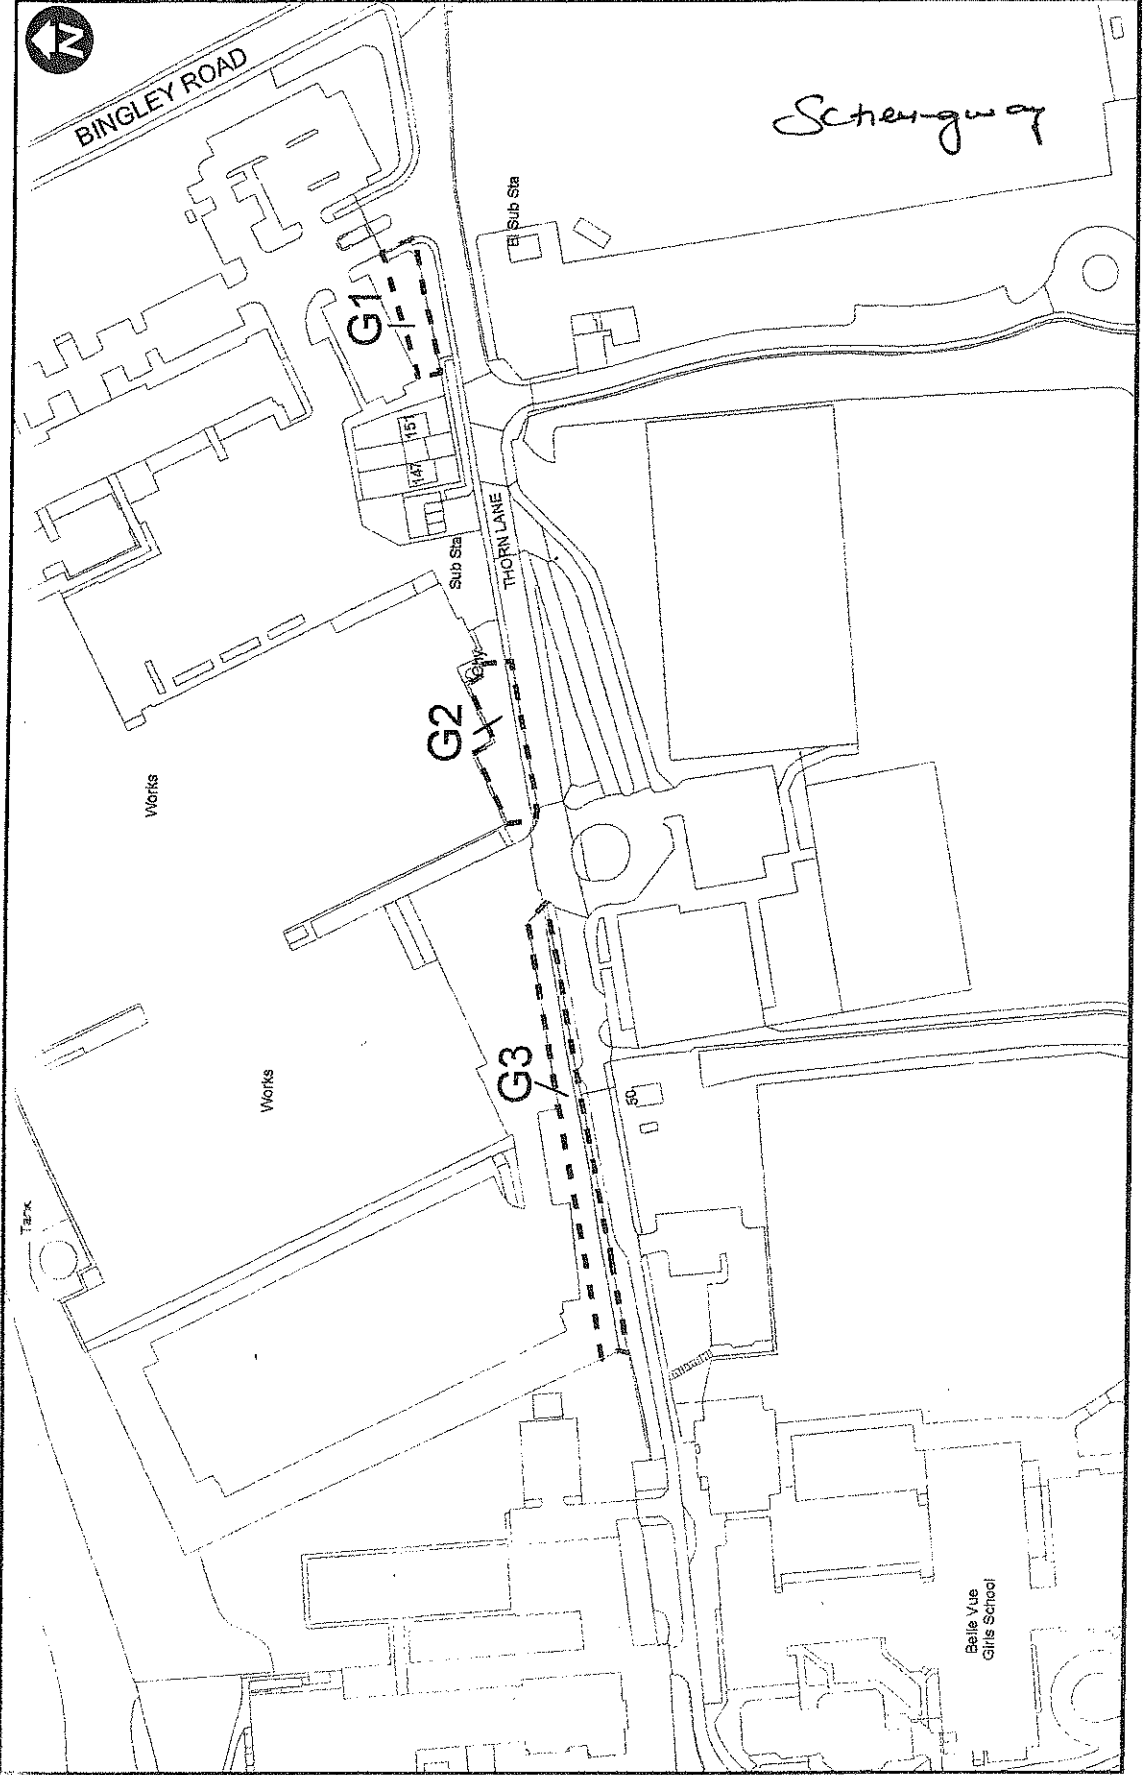 N
BINGLEY ROAD
El Sub Sta
G1
151
147
THORN LANE
Sub Sta
G2
Works
G3
50
Works
Tank
Belle Vue
Girls School